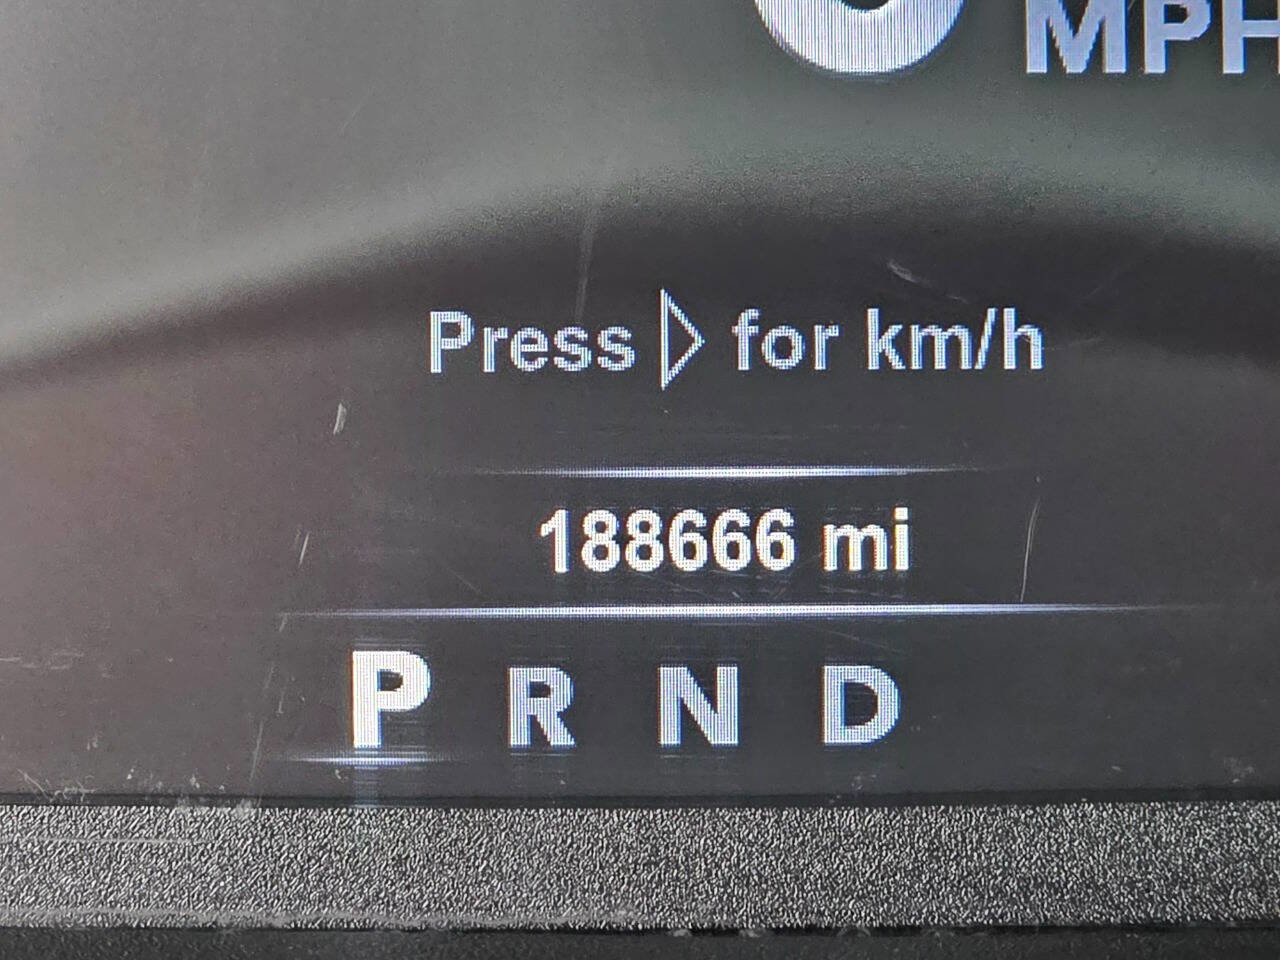 MPH
Press ▷ for km/h
188666 mi
P R N D